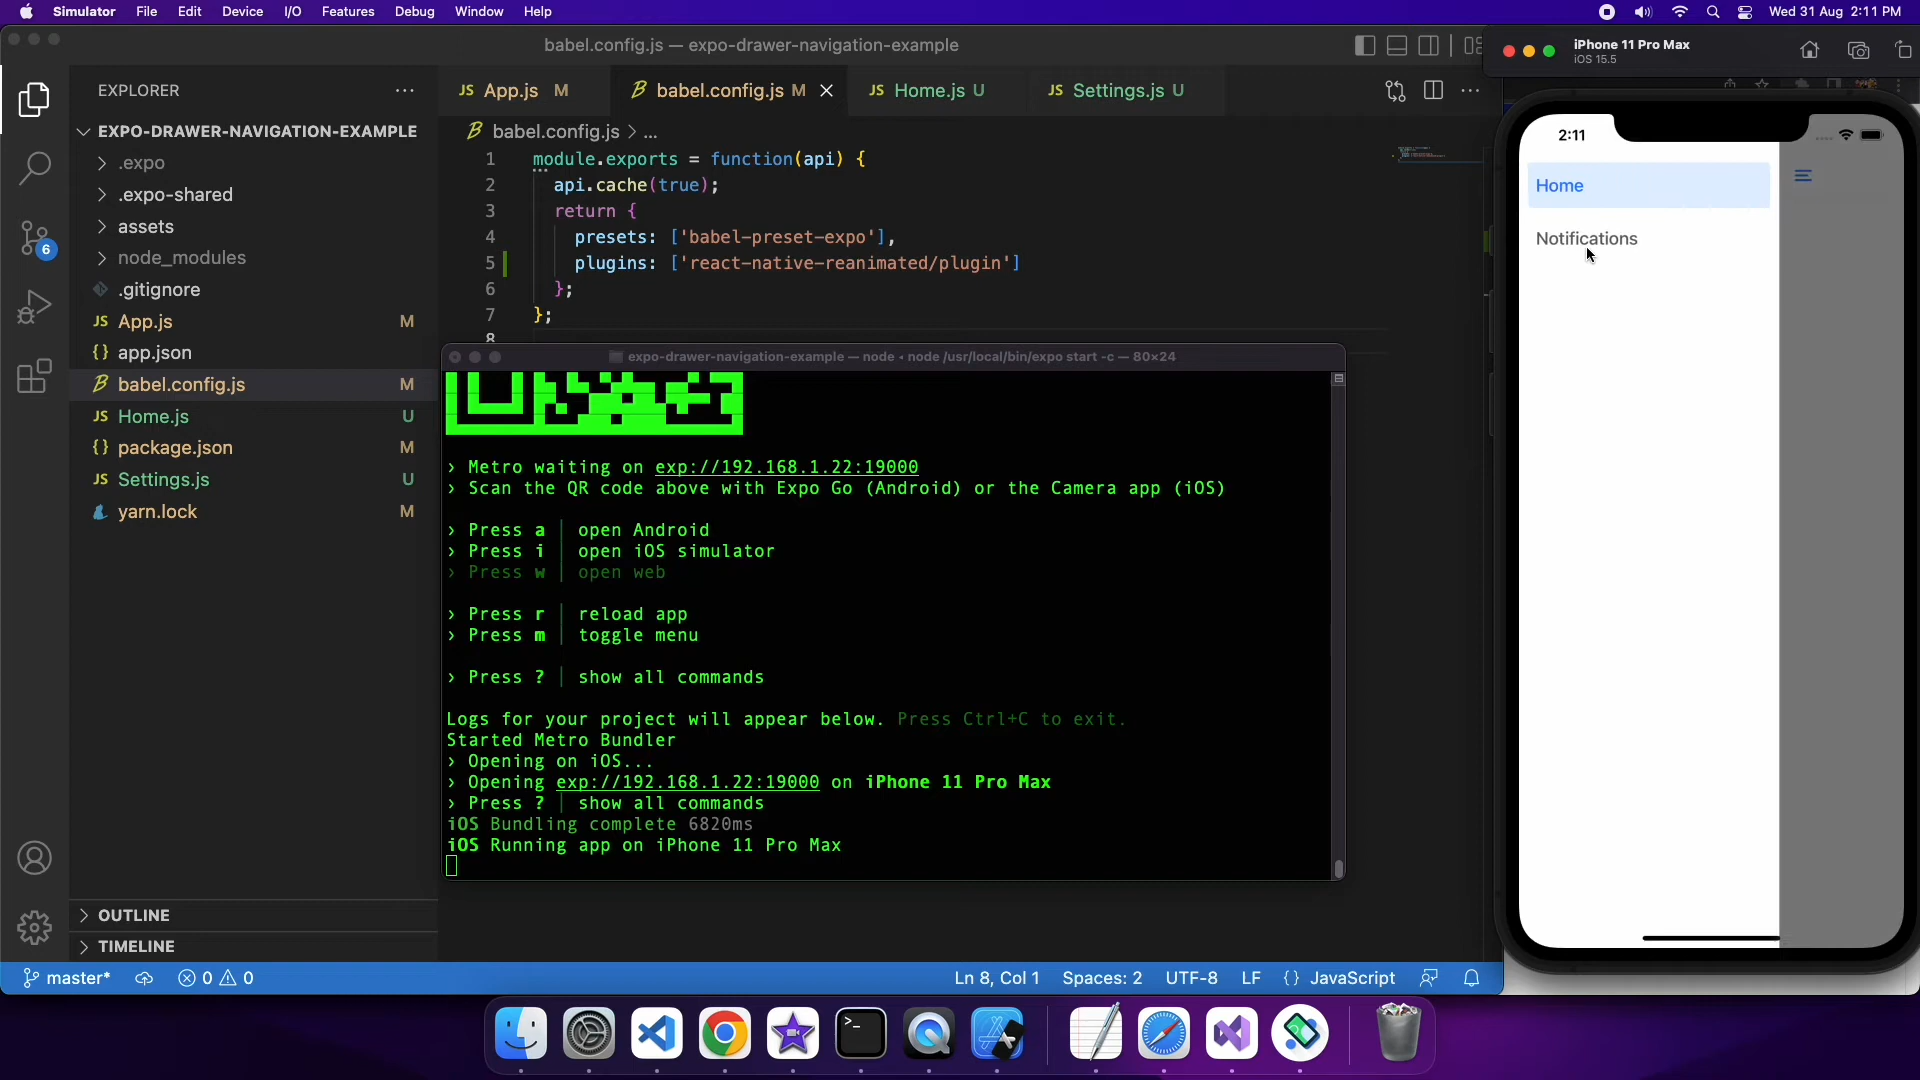 Simulator File Edit Device I/O Features Debug Window Help
Wed 31 Aug 2:11 PM
babel.config.js — expo-drawer-navigation-example
iPhone 11 Pro Max
iOS 15.5
EXPLORER
JS App.js M
babel.config.js M
JS Home.js U
JS Settings.js U
EXPO-DRAWER-NAVIGATION-EXAMPLE
.expo
.expo-shared
assets
node_modules
.gitignore
JS App.js M
{} app.json
babel.config.js M
JS Home.js U
{} package.json M
JS Settings.js U
yarn.lock M
6
OUTLINE
TIMELINE
babel.config.js > ...
1 module.exports = function(api) {
2 api.cache(true);
3 return {
4 presets: ['babel-preset-expo'],
5 plugins: ['react-native-reanimated/plugin']
6 };
7 };
8
expo-drawer-navigation-example — node ◂ node /usr/local/bin/expo start -c — 80×24
› Metro waiting on exp://192.168.1.22:19000
› Scan the QR code above with Expo Go (Android) or the Camera app (iOS)
› Press a │ open Android
› Press i │ open iOS simulator
› Press w │ open web
› Press r │ reload app
› Press m │ toggle menu
› Press ? │ show all commands
Logs for your project will appear below. Press Ctrl+C to exit.
Started Metro Bundler
› Opening on iOS...
› Opening exp://192.168.1.22:19000 on iPhone 11 Pro Max
› Press ? │ show all commands
iOS Bundling complete 6820ms
iOS Running app on iPhone 11 Pro Max
2:11
Home
Notifications
master* 0 0
Ln 8, Col 1 Spaces: 2 UTF-8 LF {} JavaScript